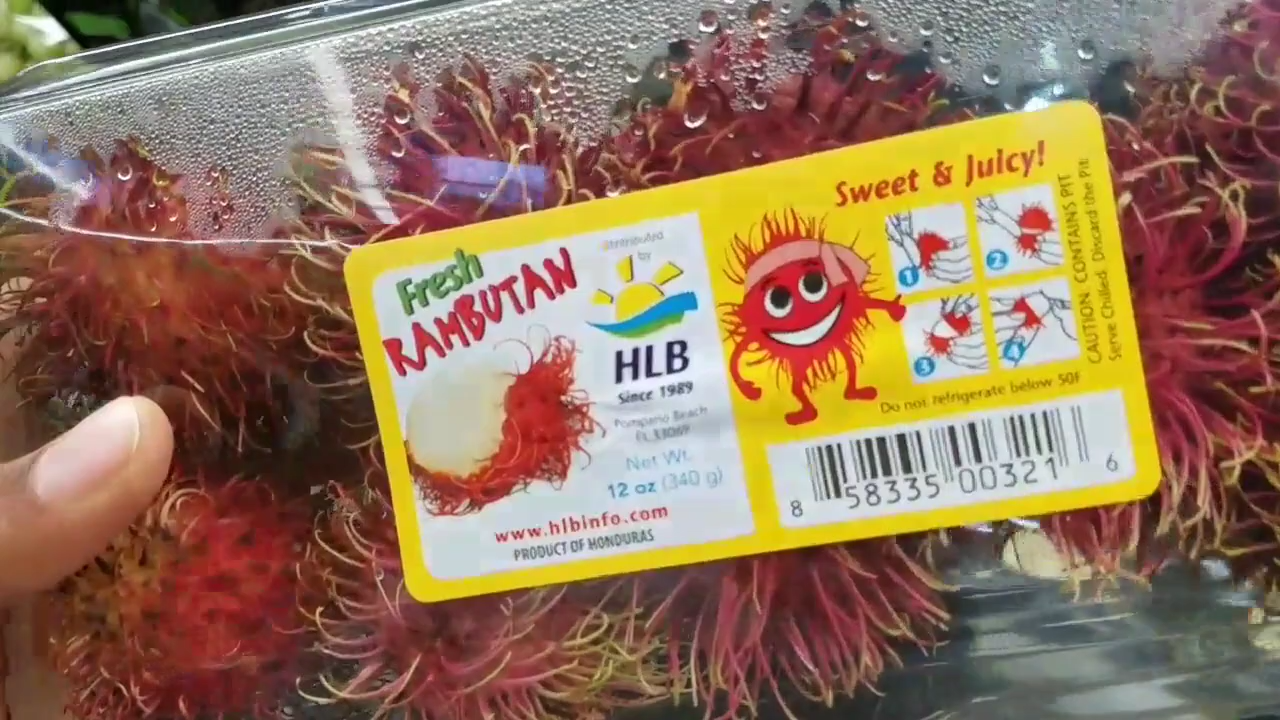 Fresh
RAMBUTAN
distributed
by
HLB
Since 1989
Pompano Beach
FL 33069
Net Wt.
12 oz (340 g)
www.hlbinfo.com
PRODUCT OF HONDURAS
Sweet & Juicy!
1
2
3
4
CAUTION: CONTAINS PIT
Serve Chilled. Discard the Pit
Do not refrigerate below 50F
8 58335 00321 6